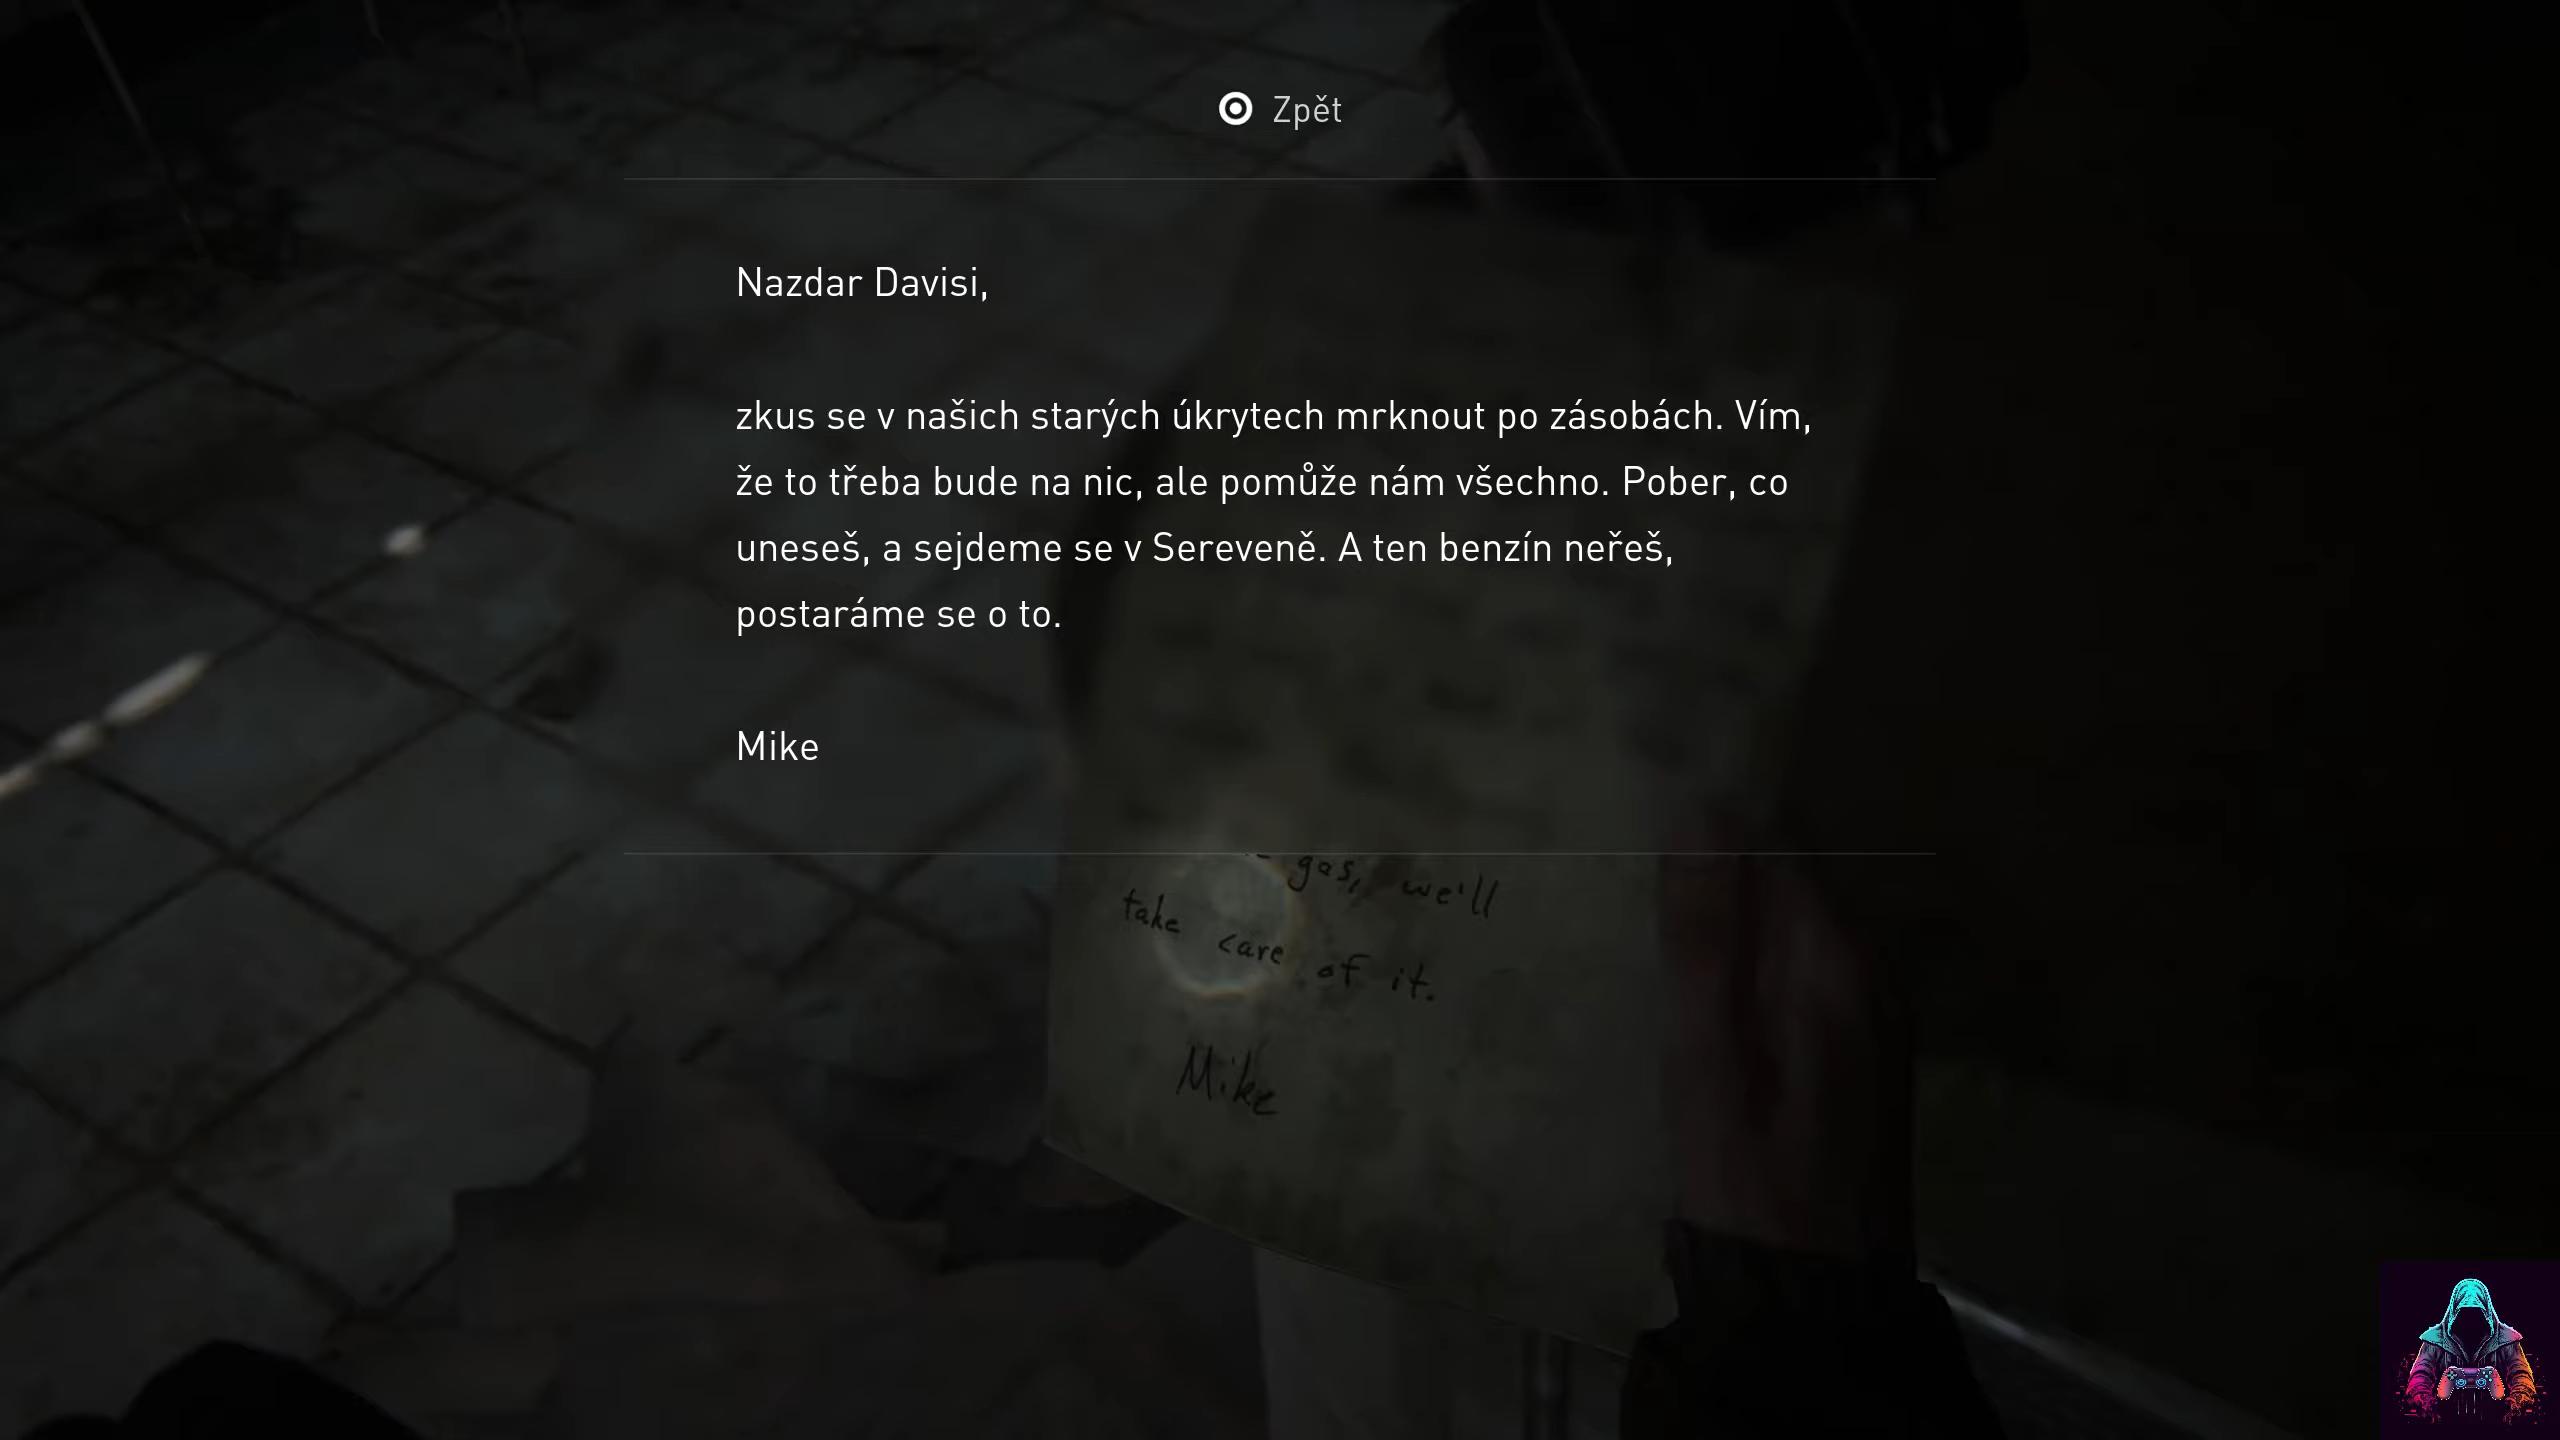 Zpět
Nazdar Davisi,
zkus se v našich starých úkrytech mrknout po zásobách. Vím,
že to třeba bude na nic, ale pomůže nám všechno. Pober, co
uneseš, a sejdeme se v Sereveně. A ten benzín neřeš,
postaráme se o to.
Mike
gas, we'll
take care of it.
Mike